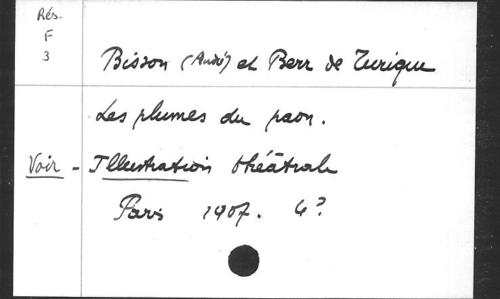 Rés.
F
3
Bisson (André) et Berr de Turique
Les plumes du paon.
Voir - Illustration théâtrale
Paris 1907. 4?